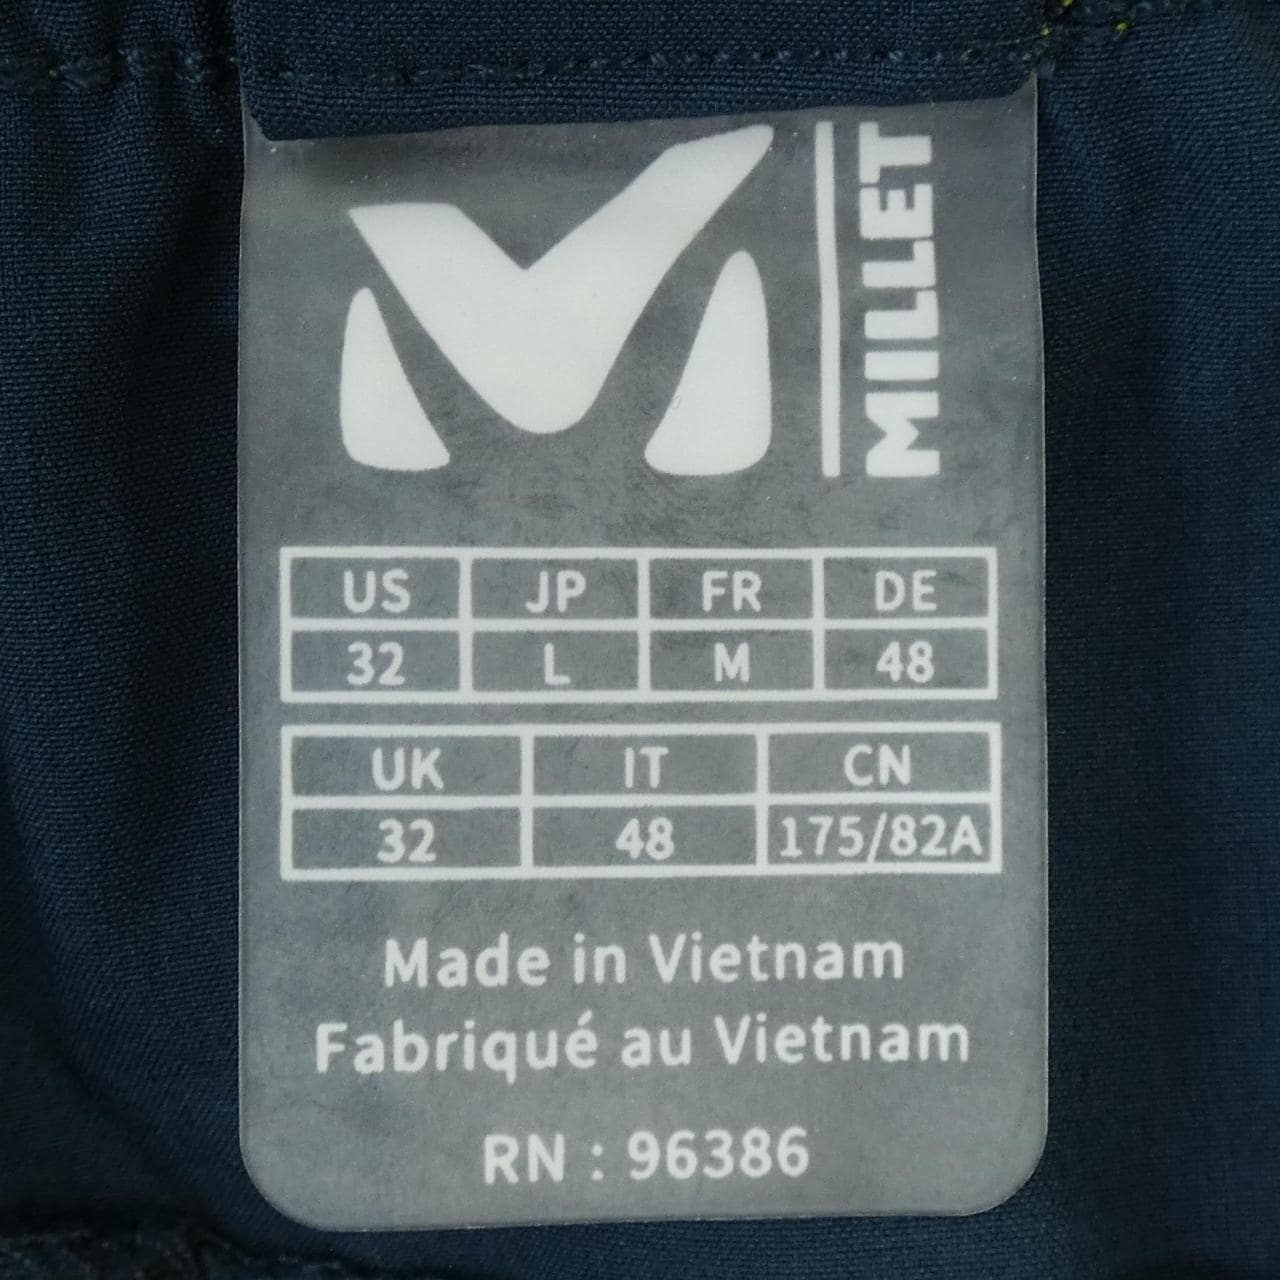 MILLET
US JP FR DE
32 L M 48
UK IT CN
32 48 175/82A
Made in Vietnam
Fabriqué au Vietnam
RN : 96386